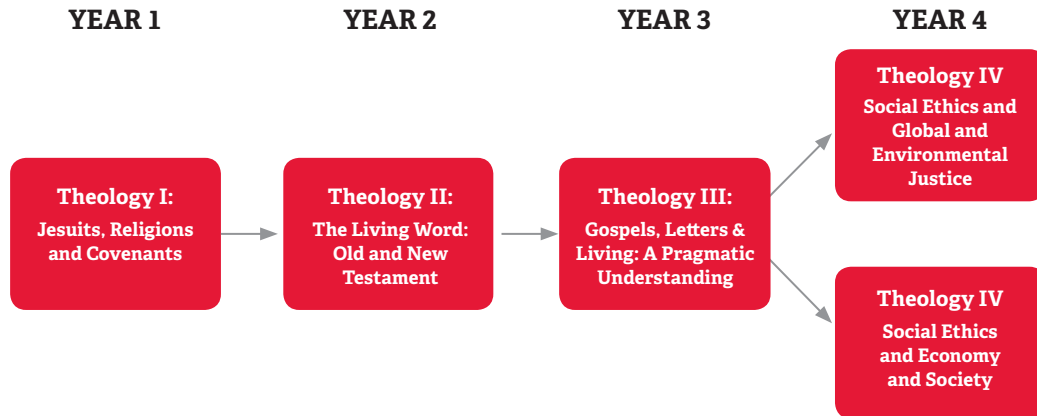 YEAR 1
YEAR 2
YEAR 3
YEAR 4
Theology I:
Jesuits, Religions
and Covenants
Theology II:
The Living Word:
Old and New
Testament
Theology III:
Gospels, Letters &
Living: A Pragmatic
Understanding
Theology IV
Social Ethics and
Global and
Environmental
Justice
Theology IV
Social Ethics
and Economy
and Society